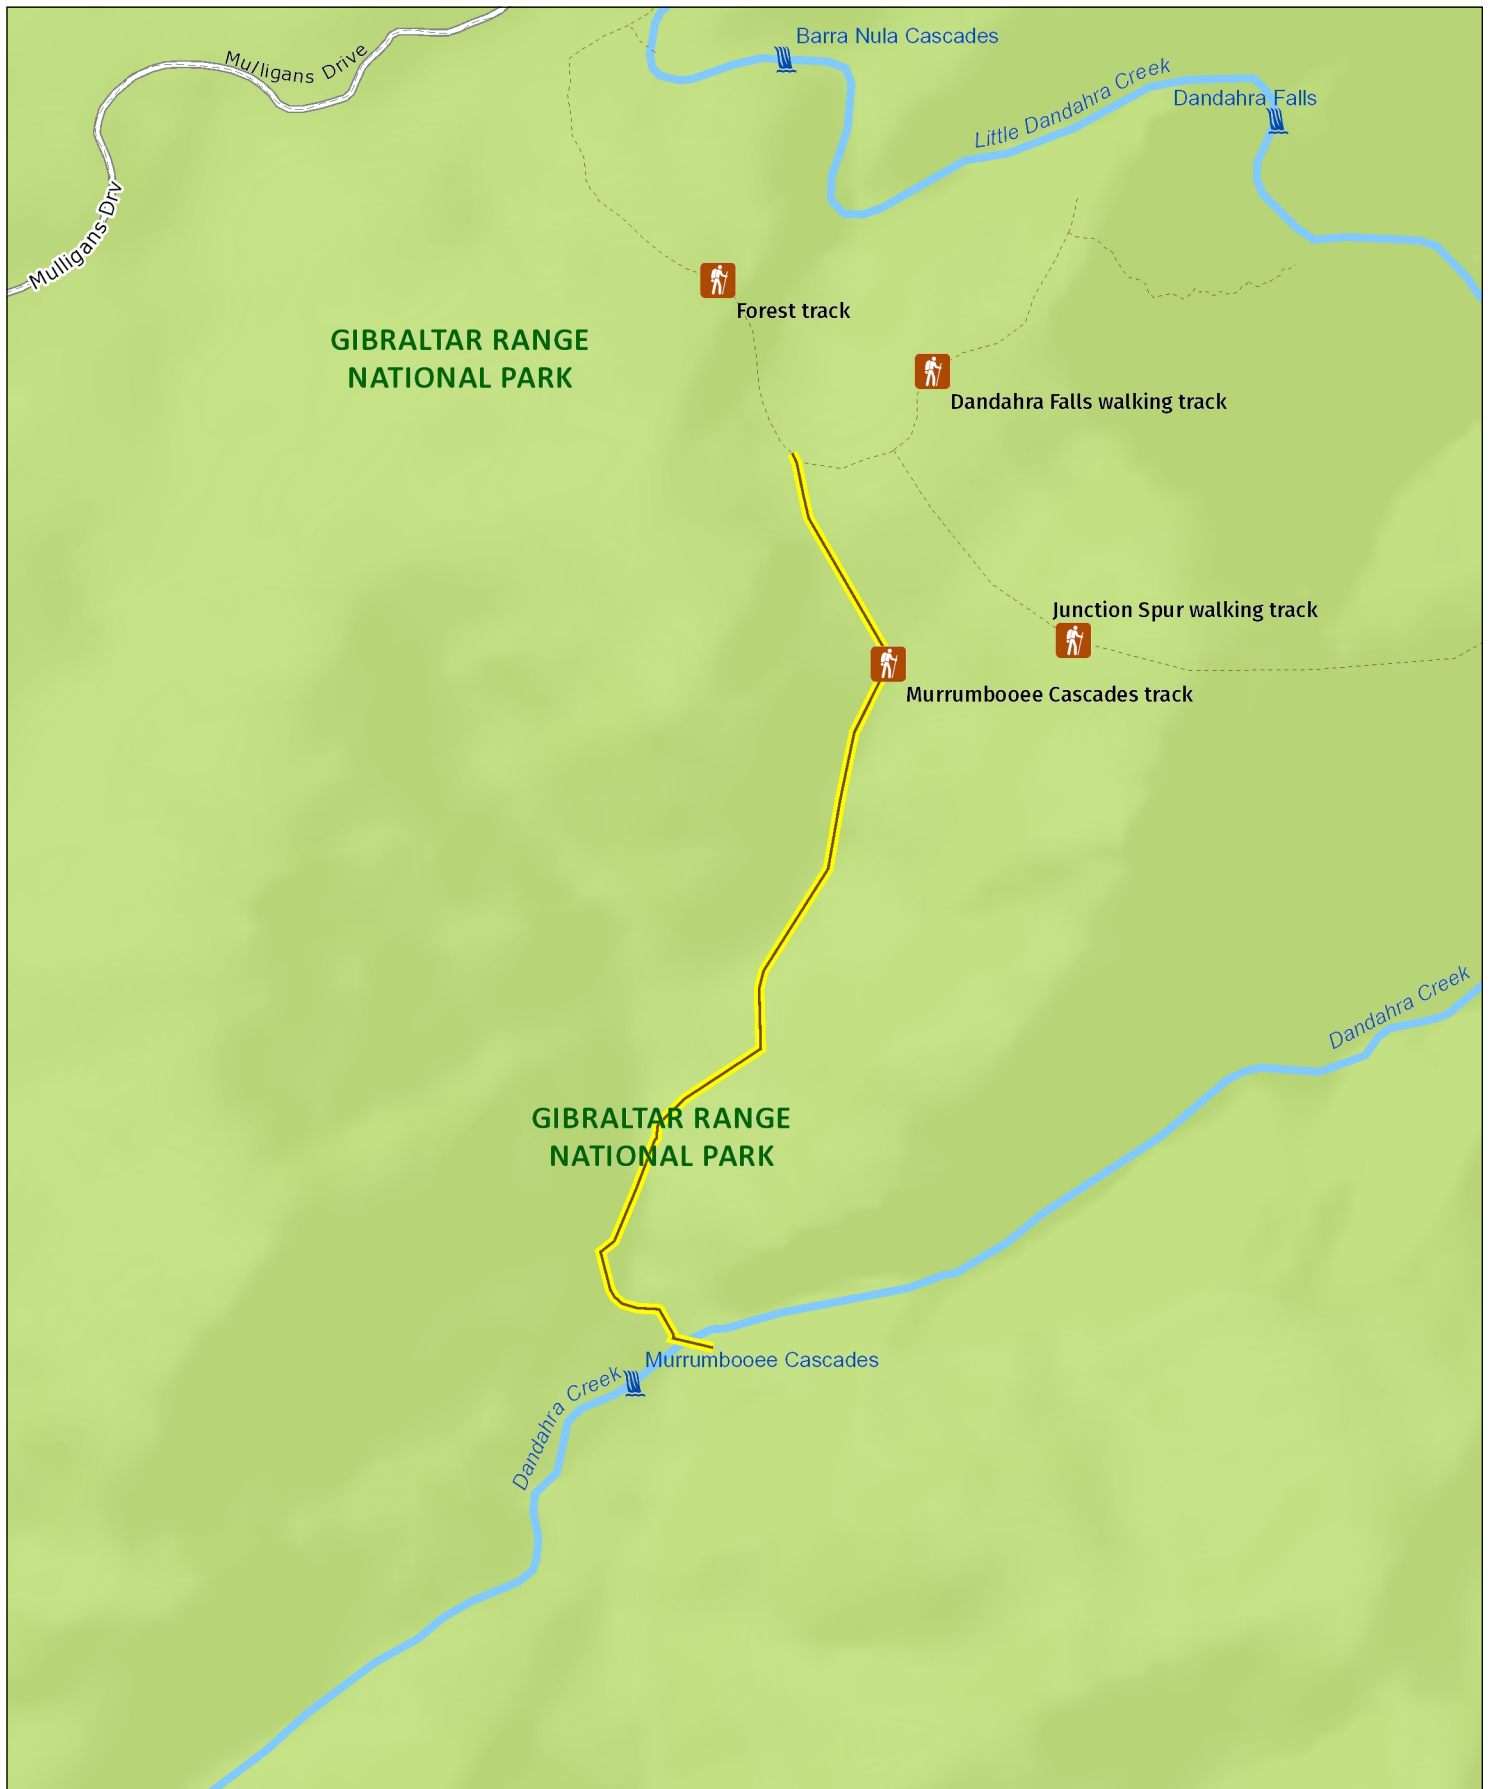 Barra Nula Cascades
Mulligans Drive
Little Dandahra Creek
Dandahra Falls
Mulligans Drv
Forest track
GIBRALTAR RANGE
NATIONAL PARK
Dandahra Falls walking track
Junction Spur walking track
Murrumbooee Cascades track
Dandahra Creek
GIBRALTAR RANGE
NATIONAL PARK
Murrumbooee Cascades
Dandahra Creek